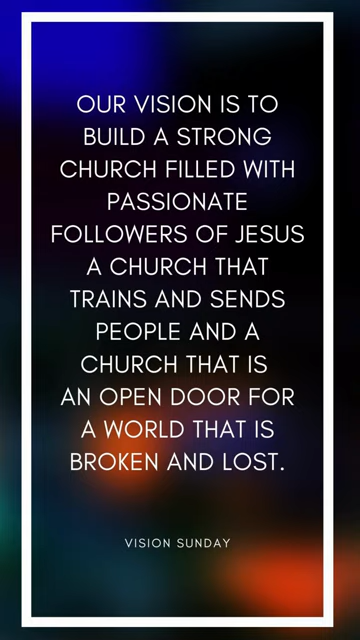 OUR VISION IS TO
BUILD A STRONG
CHURCH FILLED WITH
PASSIONATE
FOLLOWERS OF JESUS
A CHURCH THAT
TRAINS AND SENDS
PEOPLE AND A
CHURCH THAT IS
AN OPEN DOOR FOR
A WORLD THAT IS
BROKEN AND LOST.
VISION SUNDAY